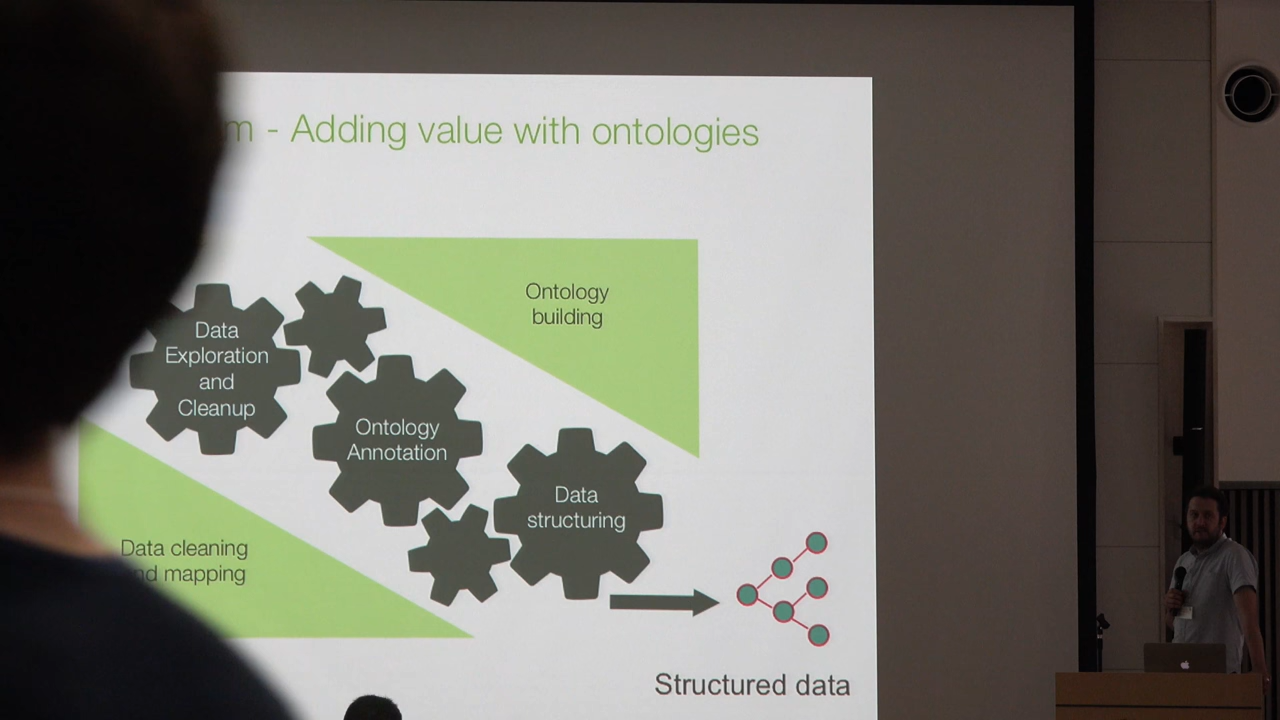 - Adding value with ontologies
Ontology
building
Data
Exploration
and
Cleanup
Ontology
Annotation
Data
structuring
Data cleaning
mapping
Structured data